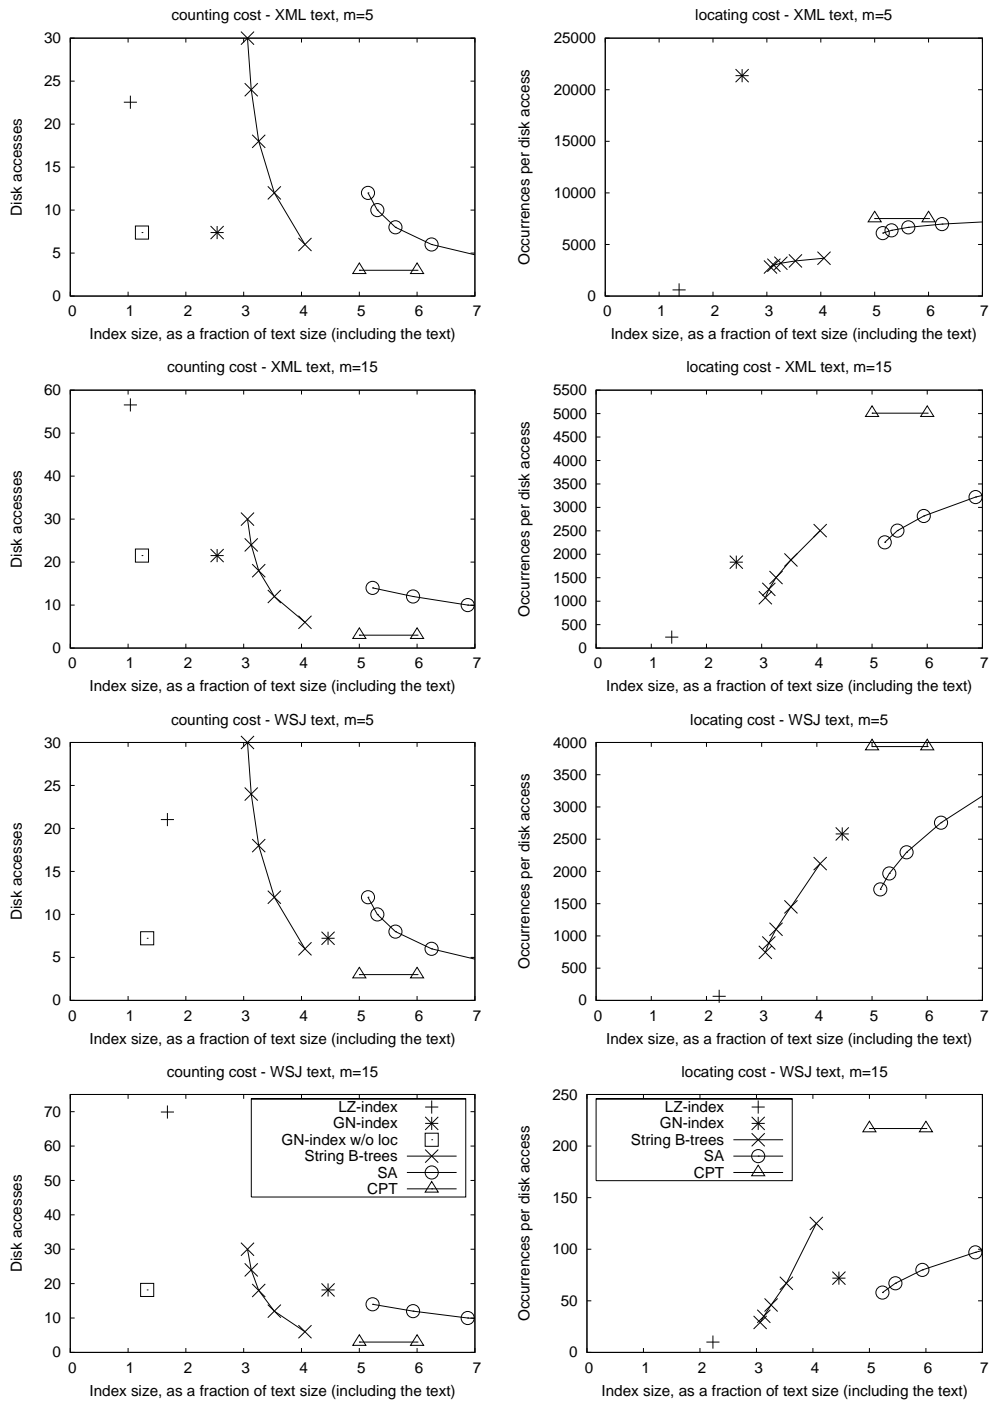 counting cost - XML text, m=5
30
25
20
15
10
5
0
0 1 2 3 4 5 6 7
Disk accesses
Index size, as a fraction of text size (including the text)
locating cost - XML text, m=5
25000
20000
15000
10000
5000
0
0 1 2 3 4 5 6 7
Occurrences per disk access
Index size, as a fraction of text size (including the text)
counting cost - XML text, m=15
60
50
40
30
20
10
0
0 1 2 3 4 5 6 7
Disk accesses
Index size, as a fraction of text size (including the text)
locating cost - XML text, m=15
5500
5000
4500
4000
3500
3000
2500
2000
1500
1000
500
0
0 1 2 3 4 5 6 7
Occurrences per disk access
Index size, as a fraction of text size (including the text)
counting cost - WSJ text, m=5
30
25
20
15
10
5
0
0 1 2 3 4 5 6 7
Disk accesses
Index size, as a fraction of text size (including the text)
locating cost - WSJ text, m=5
4000
3500
3000
2500
2000
1500
1000
500
0
0 1 2 3 4 5 6 7
Occurrences per disk access
Index size, as a fraction of text size (including the text)
counting cost - WSJ text, m=15
70
60
50
40
30
20
10
0
0 1 2 3 4 5 6 7
Disk accesses
Index size, as a fraction of text size (including the text)
LZ-index
GN-index
GN-index w/o loc
String B-trees
SA
CPT
locating cost - WSJ text, m=15
250
200
150
100
50
0
0 1 2 3 4 5 6 7
Occurrences per disk access
Index size, as a fraction of text size (including the text)
LZ-index
GN-index
String B-trees
SA
CPT